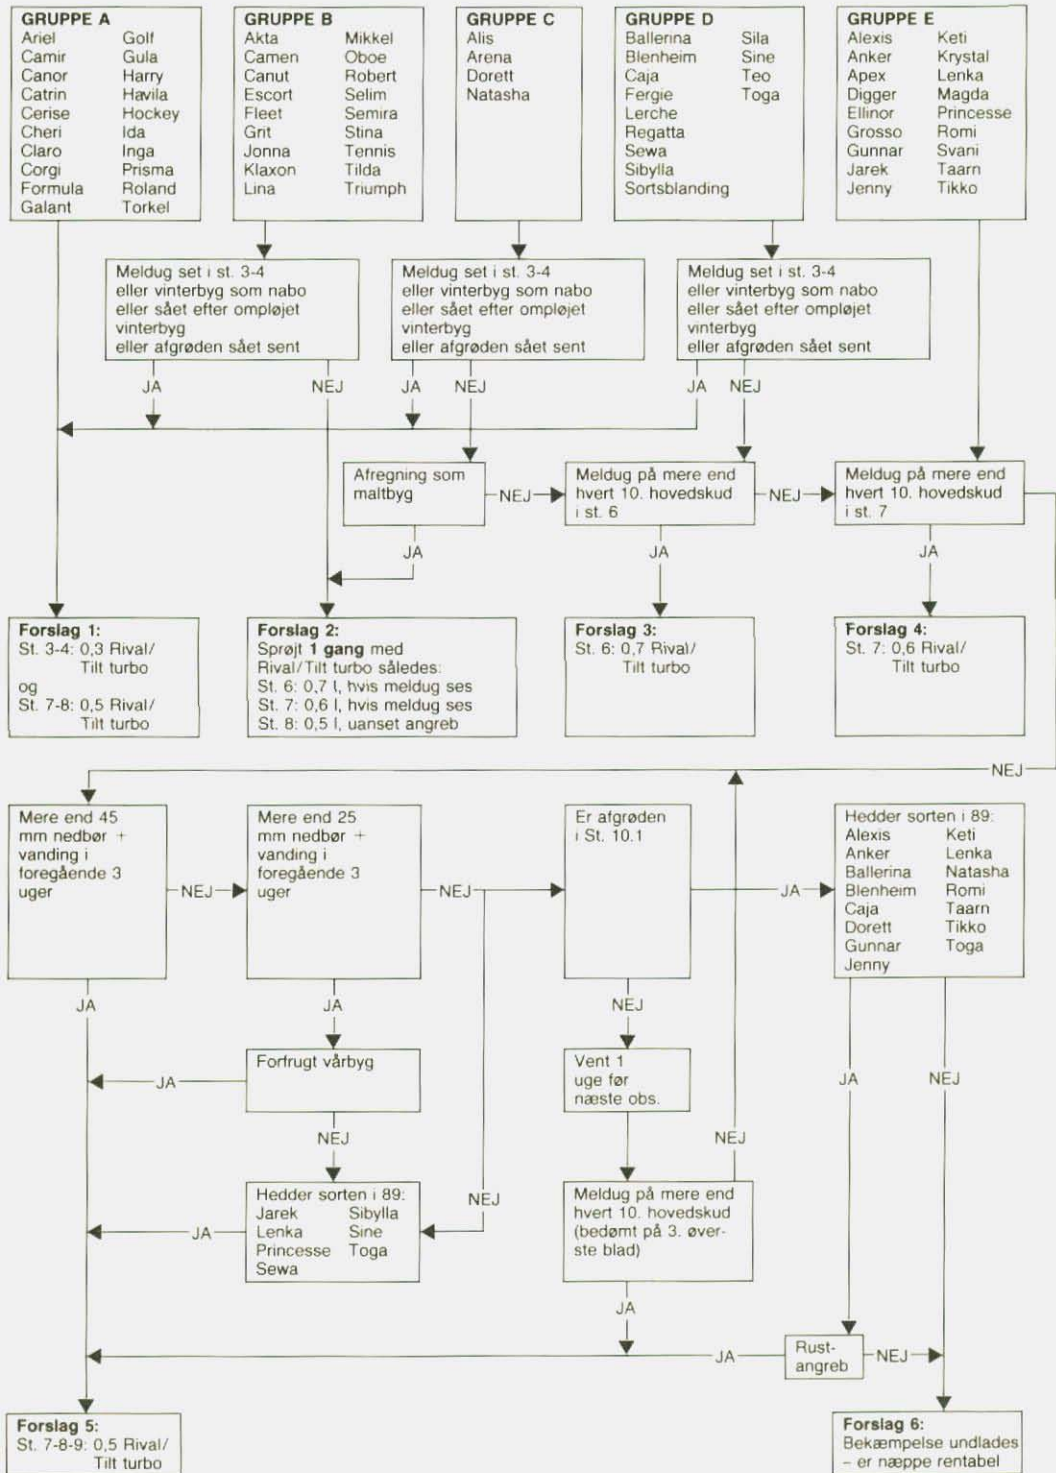 GRUPPE A
Ariel Golf
Camir Gula
Canor Harry
Catrin Havila
Cerise Hockey
Cheri Ida
Claro Inga
Corgi Prisma
Formula Roland
Galant Torkel
GRUPPE B
Akta Mikkel
Camen Oboe
Canut Robert
Escort Selim
Fleet Semira
Grit Stina
Jonna Tennis
Klaxon Tilda
Lina Triumph
GRUPPE C
Alis
Arena
Dorett
Natasha
GRUPPE D
Ballerina Sila
Blenheim Sine
Caja Teo
Fergie Toga
Lerche
Regatta
Sewa
Sibylla
Sortsblanding
GRUPPE E
Alexis Keti
Anker Krystal
Apex Lenka
Digger Magda
Ellinor Princesse
Grosso Romi
Gunnar Svani
Jarek Taarn
Jenny Tikko
Meldug set i st. 3-4
eller vinterbyg som nabo
eller sået efter ompløjet
vinterbyg
eller afgrøden sået sent
Meldug set i st. 3-4
eller vinterbyg som nabo
eller sået efter ompløjet
vinterbyg
eller afgrøden sået sent
Meldug set i st. 3-4
eller vinterbyg som nabo
eller sået efter ompløjet
vinterbyg
eller afgrøden sået sent
JA NEJ JA NEJ JA NEJ
Afregning som
maltbyg
NEJ
Meldug på mere end
hvert 10. hovedskud
i st. 6
NEJ
Meldug på mere end
hvert 10. hovedskud
i st. 7
JA JA JA
Forslag 1:
St. 3-4: 0,3 Rival/
Tilt turbo
og
St. 7-8: 0,5 Rival/
Tilt turbo
Forslag 2:
Sprøjt 1 gang med
Rival/Tilt turbo således:
St. 6: 0,7 l, hvis meldug ses
St. 7: 0,6 l, hvis meldug ses
St. 8: 0,5 l, uanset angreb
Forslag 3:
St. 6: 0,7 Rival/
Tilt turbo
Forslag 4:
St. 7: 0,6 Rival/
Tilt turbo
NEJ
Mere end 45
mm nedbør +
vanding i
foregående 3
uger
NEJ
Mere end 25
mm nedbør +
vanding i
foregående 3
uger
NEJ
Er afgrøden
i St. 10.1
JA
Hedder sorten i 89:
Alexis Keti
Anker Lenka
Ballerina Natasha
Blenheim Romi
Caja Taarn
Dorett Tikko
Gunnar Toga
Jenny
JA JA NEJ
Forfrugt vårbyg
JA
Vent 1
uge før
næste obs.
JA NEJ
NEJ NEJ
Hedder sorten i 89:
Jarek Sibylla
Lenka Sine
Princesse Toga
Sewa
JA NEJ
Meldug på mere end
hvert 10. hovedskud
(bedømt på 3. øver-
ste blad)
JA
JA
Rust-
angreb
NEJ
Forslag 5:
St. 7-8-9: 0,5 Rival/
Tilt turbo
Forslag 6:
Bekæmpelse undlades
– er næppe rentabel